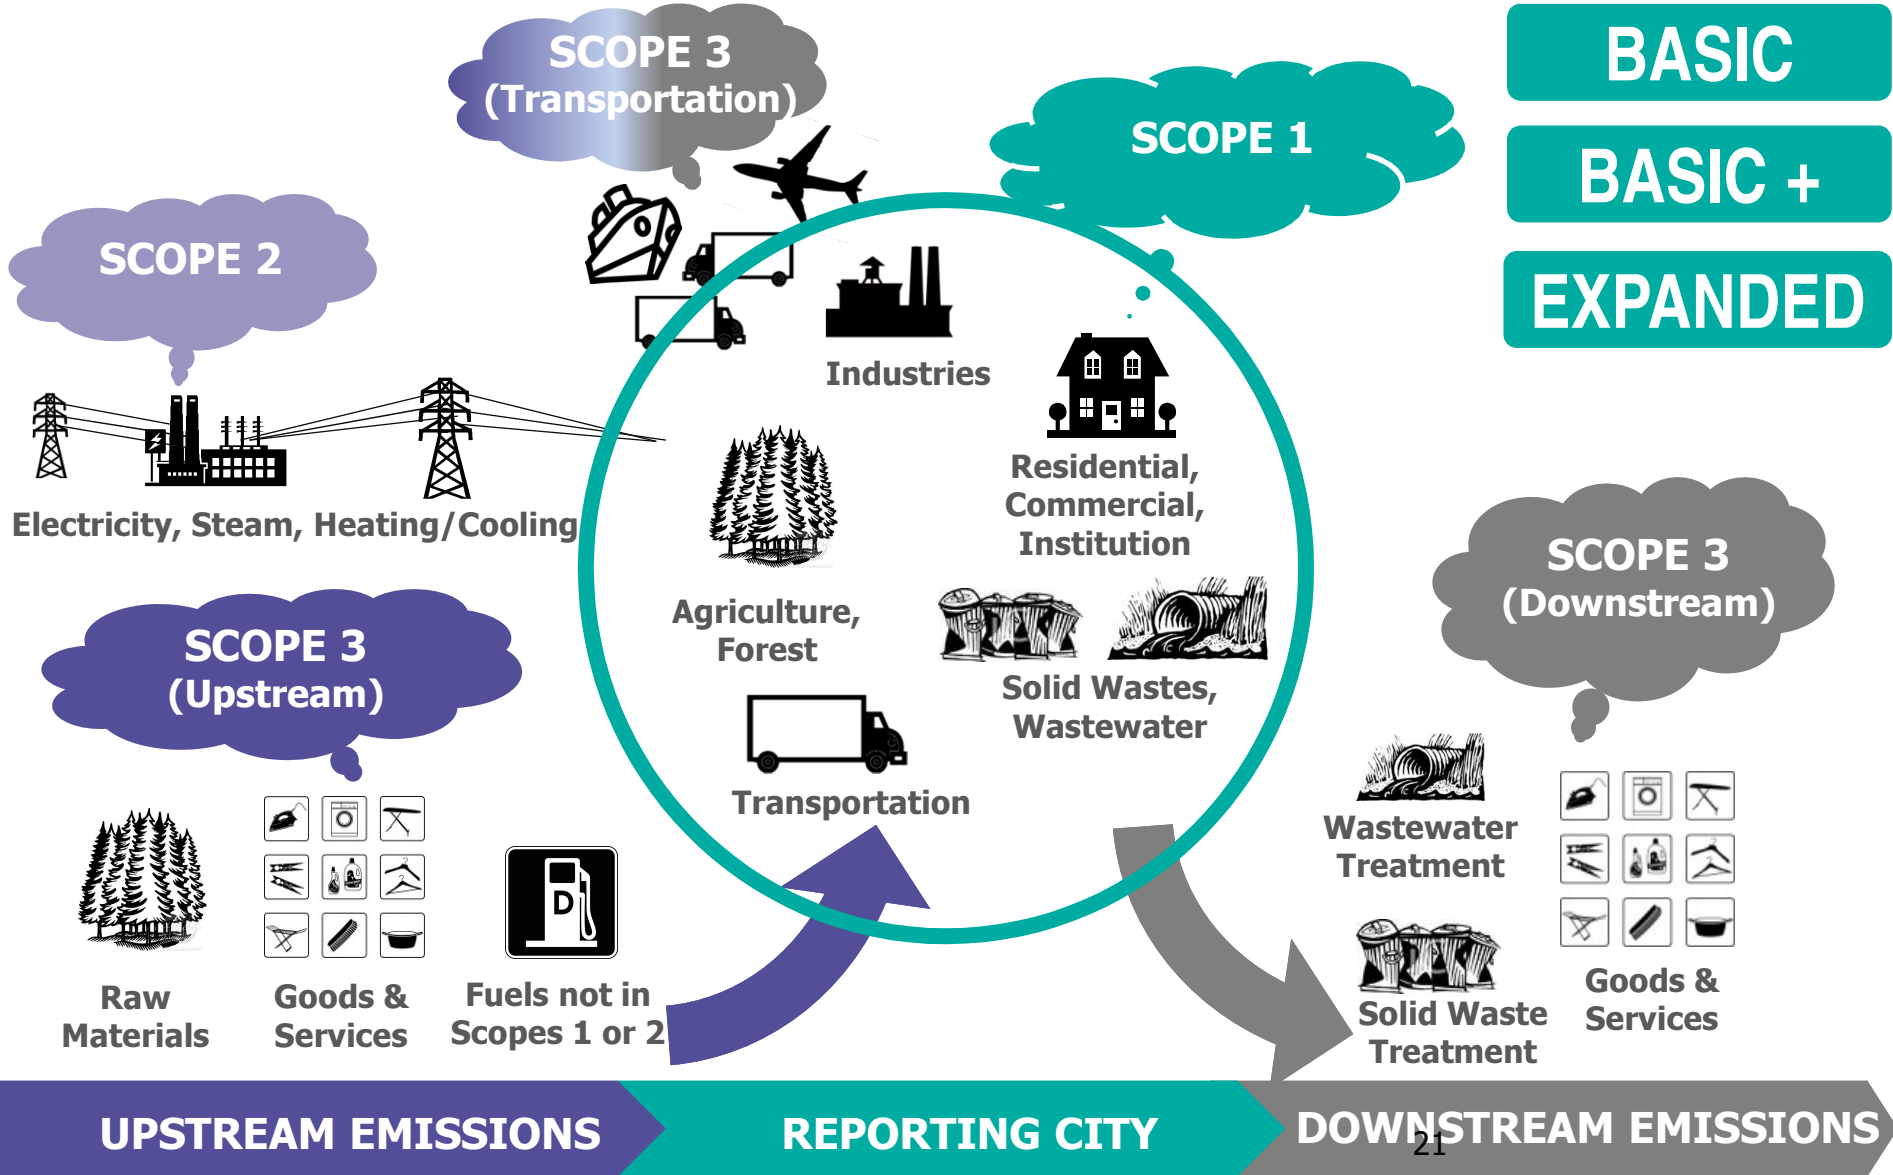 SCOPE 3
(Transportation)
SCOPE 1
BASIC
BASIC +
EXPANDED
SCOPE 2
Industries
Electricity, Steam, Heating/Cooling
Residential,
Commercial,
Institution
Agriculture,
Forest
Solid Wastes,
Wastewater
Transportation
SCOPE 3
(Upstream)
SCOPE 3
(Downstream)
Raw
Materials
Goods &
Services
D
Fuels not in
Scopes 1 or 2
Wastewater
Treatment
Solid Waste
Treatment
Goods &
Services
UPSTREAM EMISSIONS
REPORTING CITY
DOWNSTREAM EMISSIONS
21